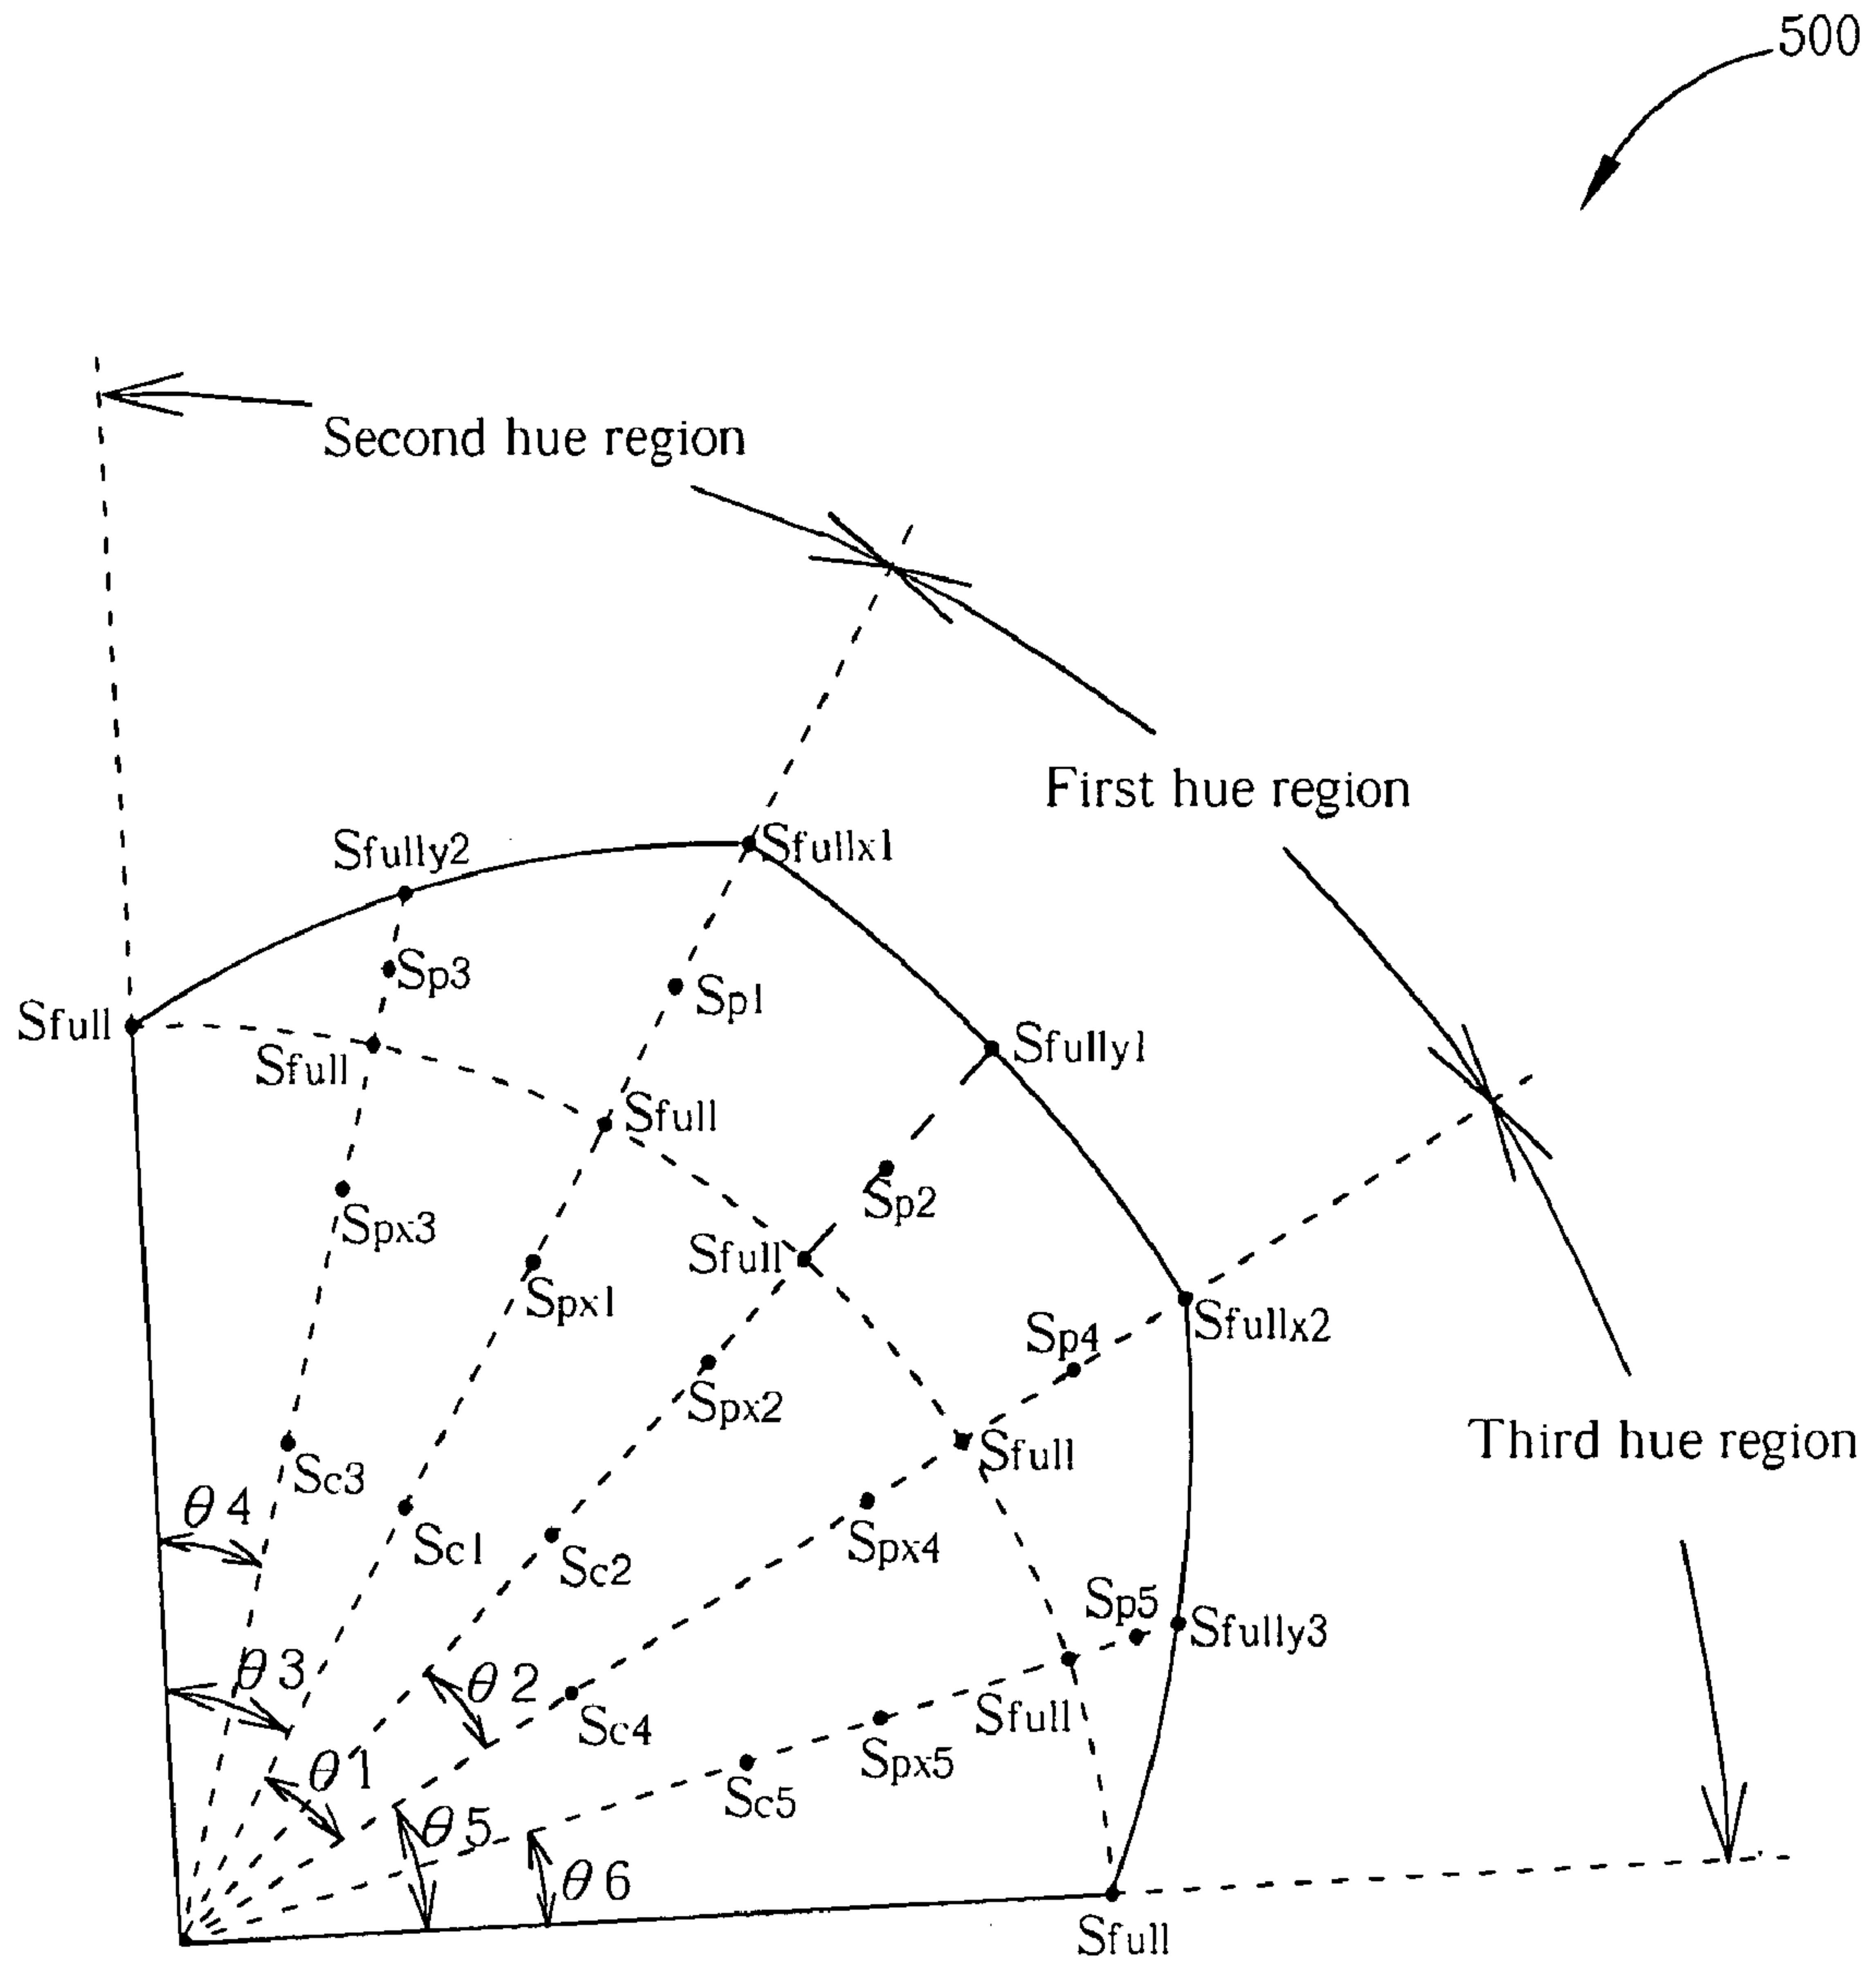 500
Second hue region
First hue region
Sfully2
Sfullx1
Sp3
Sp1
Sfull
Sfull
Sfully1
Sfull
Sp2
Spx3
Sfull
Spx1
Sp4
Sfullx2
Spx2
Sfull
Third hue region
Sc3
θ4
Sc1
Sc2
Spx4
Sp5
Sfully3
θ3
θ2
Sc4
Sfull
Spx5
θ1
Sc5
θ5
θ6
Sfull